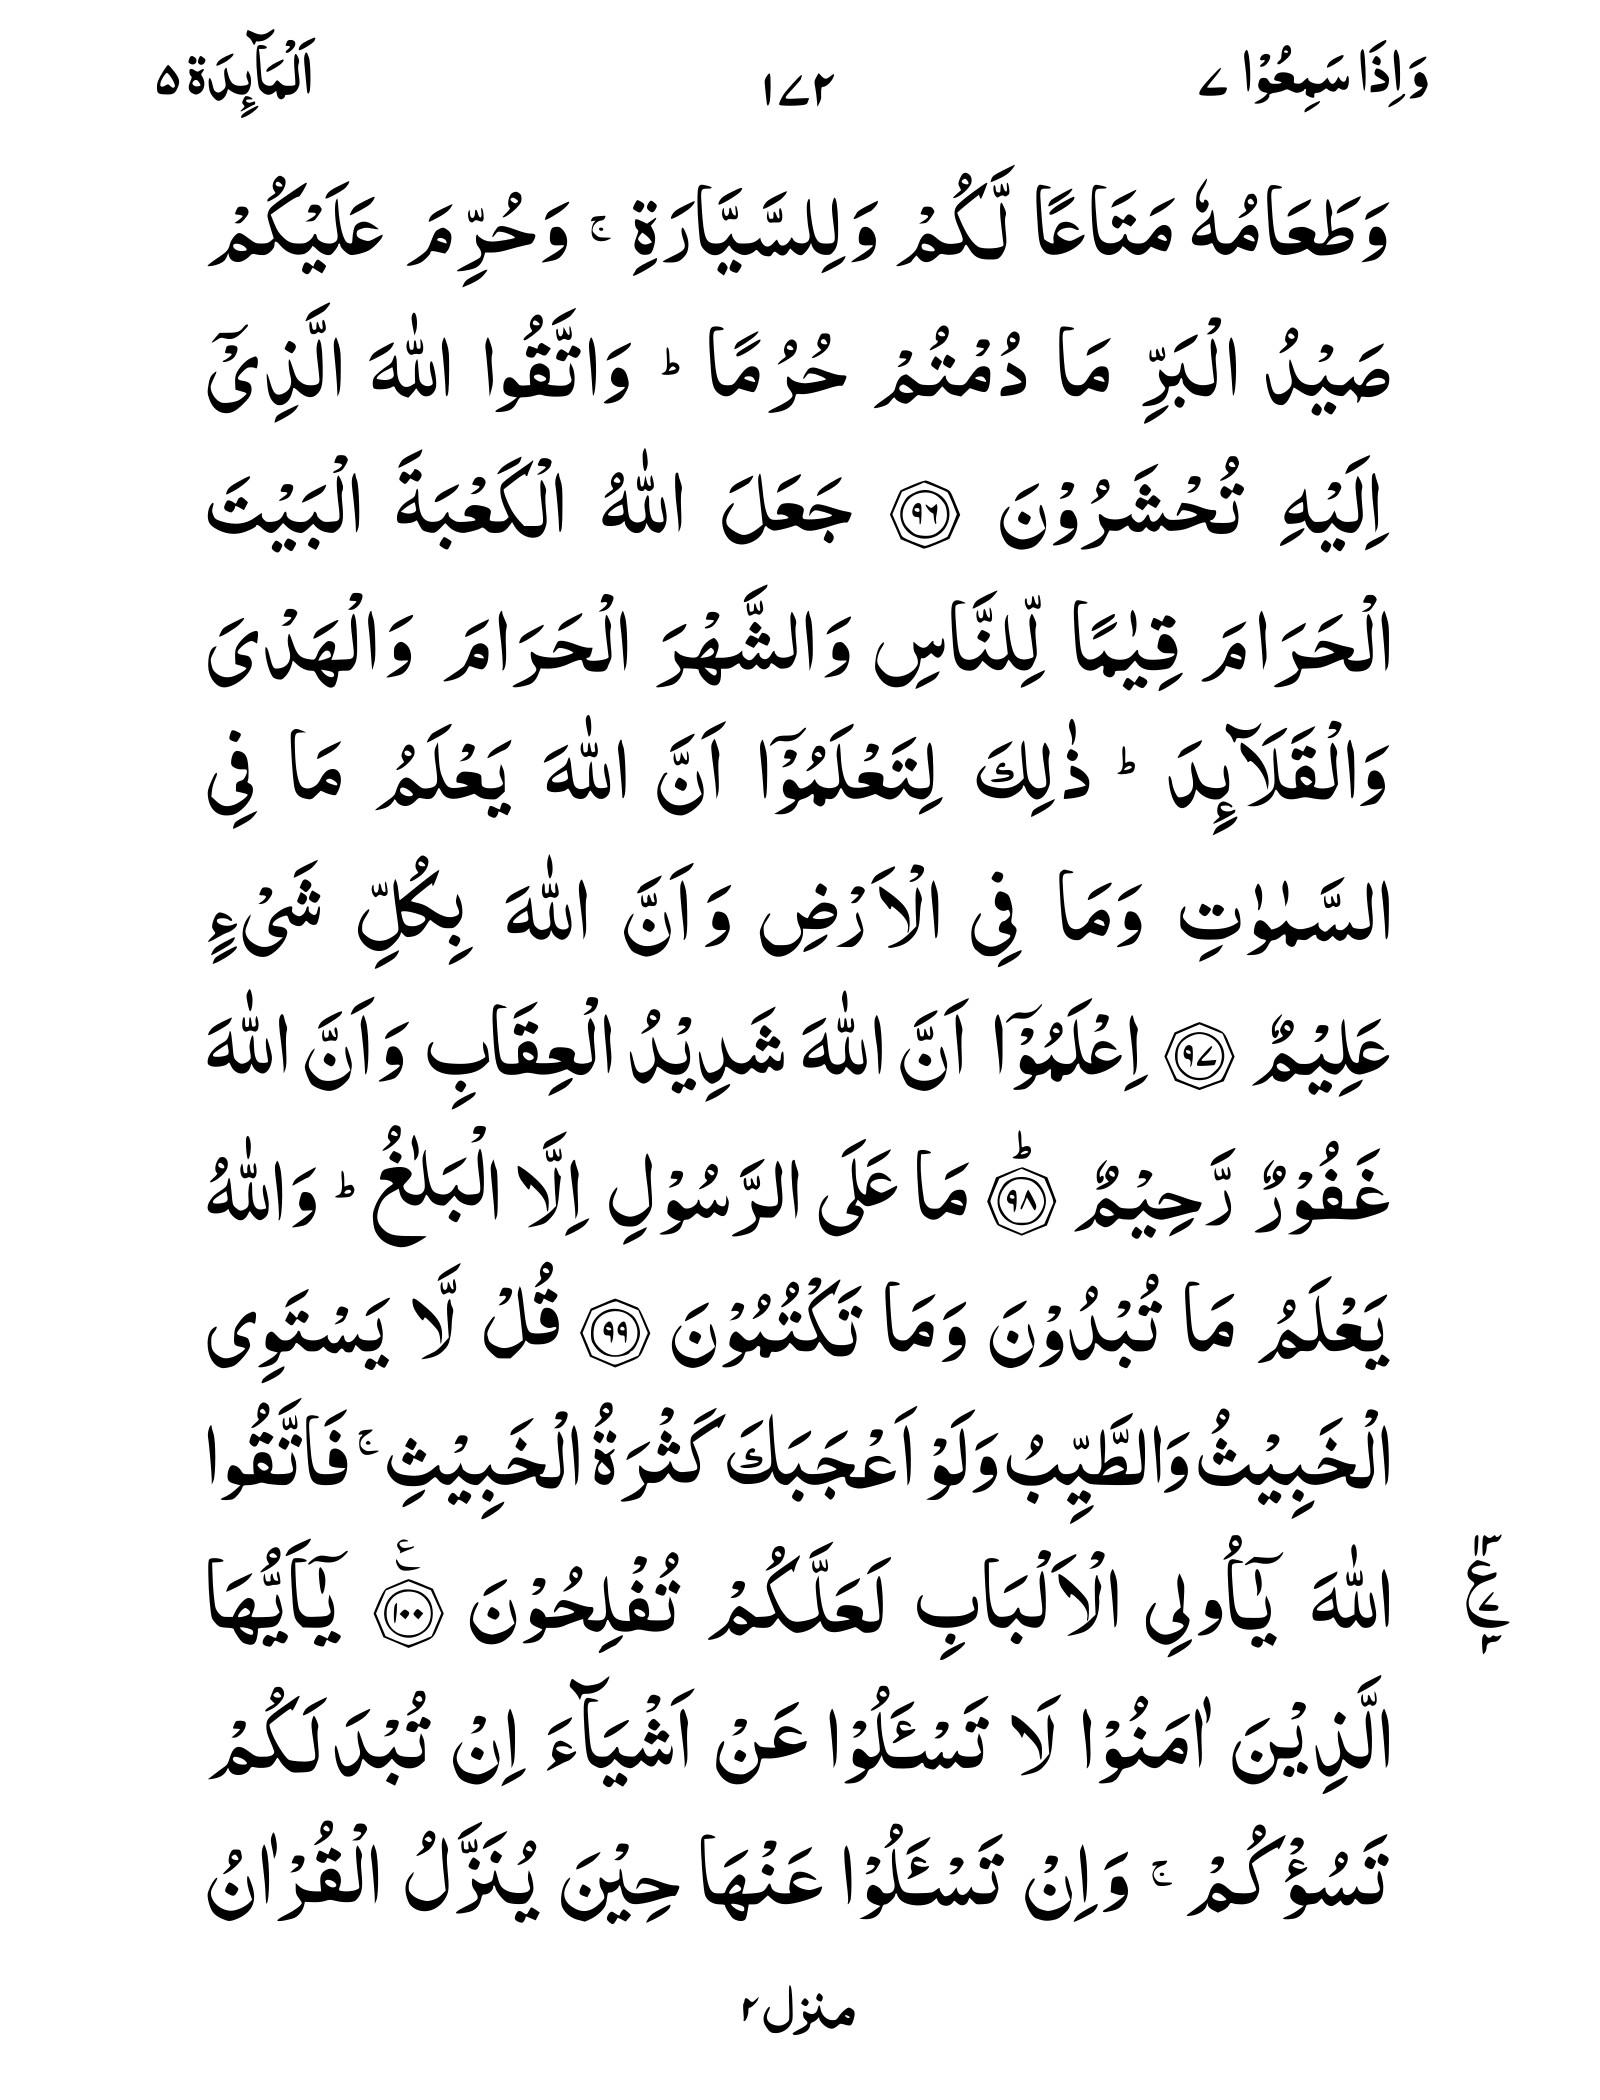 وَاِذَا سَمِعُوْا ٧ ١٧٢ اَلْمَآئِدَة ٥
وَطَعَامُهٗ مَتَاعًا لَّكُمْ وَلِلسَّيَّارَةِ ۚ وَحُرِّمَ عَلَيْكُمْ
صَيْدُ الْبَرِّ مَا دُمْتُمْ حُرُمًا ؕ وَاتَّقُوا اللّٰهَ الَّذِىْۤ
اِلَيْهِ تُحْشَرُوْنَ ۝٩٦ جَعَلَ اللّٰهُ الْكَعْبَةَ الْبَيْتَ
الْحَرَامَ قِيٰمًا لِّلنَّاسِ وَالشَّهْرَ الْحَرَامَ وَالْهَدْىَ
وَالْقَلَآئِدَ ؕ ذٰلِكَ لِتَعْلَمُوْۤا اَنَّ اللّٰهَ يَعْلَمُ مَا فِى
السَّمٰوٰتِ وَمَا فِى الْاَرْضِ وَاَنَّ اللّٰهَ بِكُلِّ شَىْءٍ
عَلِيْمٌ ۝٩٧ اِعْلَمُوْۤا اَنَّ اللّٰهَ شَدِيْدُ الْعِقَابِ وَاَنَّ اللّٰهَ
غَفُوْرٌ رَّحِيْمٌ ؕ۝٩٨ مَا عَلَى الرَّسُوْلِ اِلَّا الْبَلٰغُ ؕ وَاللّٰهُ
يَعْلَمُ مَا تُبْدُوْنَ وَمَا تَكْتُمُوْنَ ۝٩٩ قُلْ لَّا يَسْتَوِى
الْخَبِيْثُ وَالطَّيِّبُ وَلَوْ اَعْجَبَكَ كَثْرَةُ الْخَبِيْثِ ۚ فَاتَّقُوا
اللّٰهَ يٰۤاُولِى الْاَلْبَابِ لَعَلَّكُمْ تُفْلِحُوْنَ ۝١٠٠ ع يٰۤاَيُّهَا
١٣ ع ٧ ٣
الَّذِيْنَ اٰمَنُوْا لَا تَسْـَٔلُوْا عَنْ اَشْيَآءَ اِنْ تُبْدَ لَكُمْ
تَسُؤْكُمْ ۚ وَاِنْ تَسْـَٔلُوْا عَنْهَا حِيْنَ يُنَزَّلُ الْقُرْاٰنُ
منزل ٢